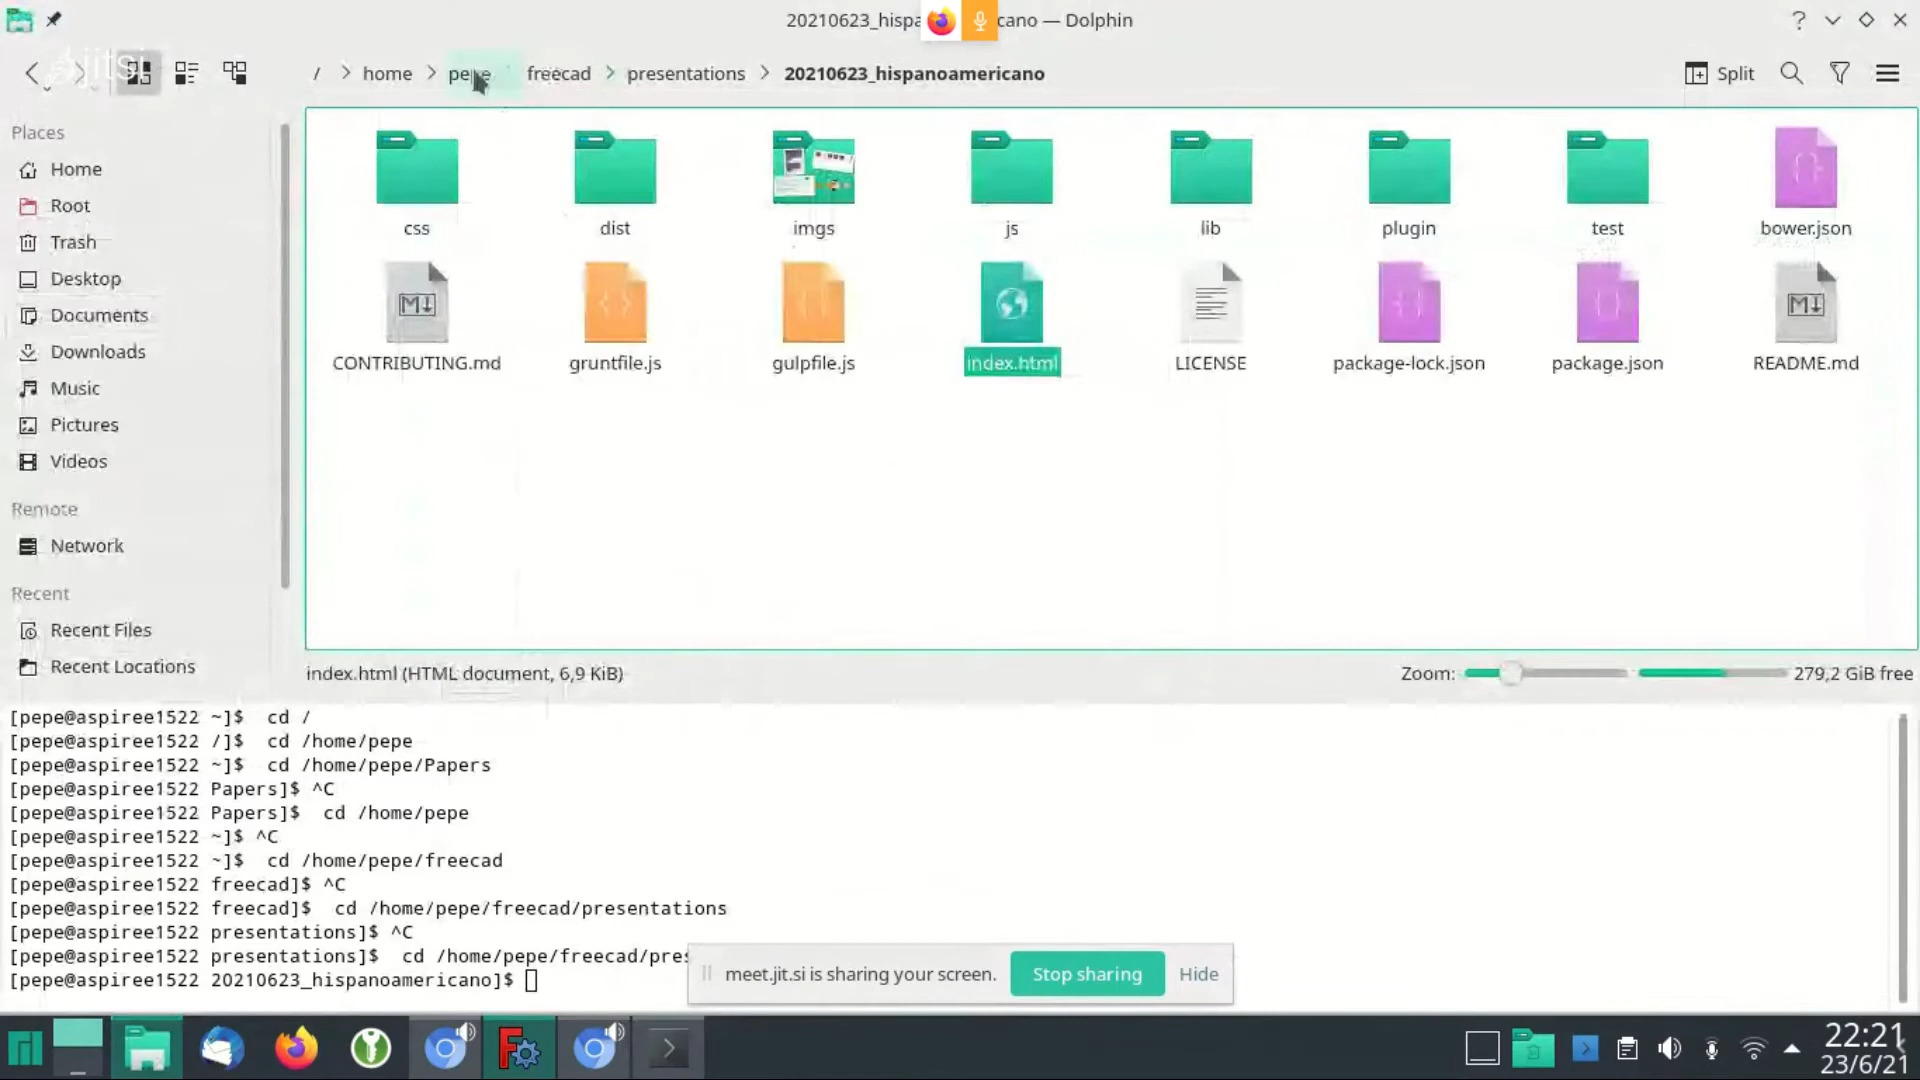 20210623_hispa cano — Dolphin
jitsi
/ home pepe freecad presentations 20210623_hispanoamericano
Split
Places
Home
Root
Trash
Desktop
Documents
Downloads
Music
Pictures
Videos
Remote
Network
Recent
Recent Files
Recent Locations
css dist imgs js lib plugin test bower.json
CONTRIBUTING.md gruntfile.js gulpfile.js index.html LICENSE package-lock.json package.json README.md
index.html (HTML document, 6,9 KiB)
Zoom: 279,2 GiB free
[pepe@aspiree1522 ~]$  cd /
[pepe@aspiree1522 /]$  cd /home/pepe
[pepe@aspiree1522 ~]$  cd /home/pepe/Papers
[pepe@aspiree1522 Papers]$ ^C
[pepe@aspiree1522 Papers]$  cd /home/pepe
[pepe@aspiree1522 ~]$ ^C
[pepe@aspiree1522 ~]$  cd /home/pepe/freecad
[pepe@aspiree1522 freecad]$ ^C
[pepe@aspiree1522 freecad]$  cd /home/pepe/freecad/presentations
[pepe@aspiree1522 presentations]$ ^C
[pepe@aspiree1522 presentations]$  cd /home/pepe/freecad/pres
[pepe@aspiree1522 20210623_hispanoamericano]$
meet.jit.si is sharing your screen.
Stop sharing
Hide
22:21
23/6/21